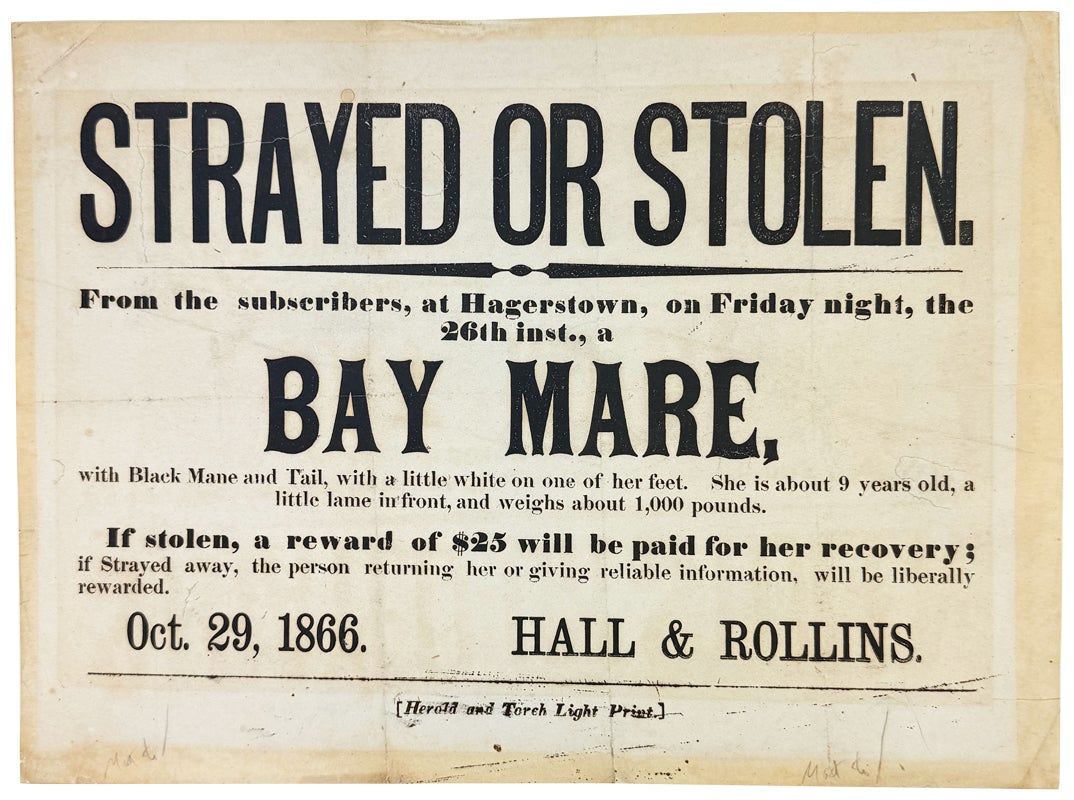 STRAYED OR STOLEN.
From the subscribers, at Hagerstown, on Friday night, the
26th inst., a
BAY MARE,
with Black Mane and Tail, with a little white on one of her feet. She is about 9 years old, a
little lame in front, and weighs about 1,000 pounds.
If stolen, a reward of $25 will be paid for her recovery;
if Strayed away, the person returning her or giving reliable information, will be liberally
rewarded.
Oct. 29, 1866. HALL & ROLLINS.
[Herald and Torch Light Print.]